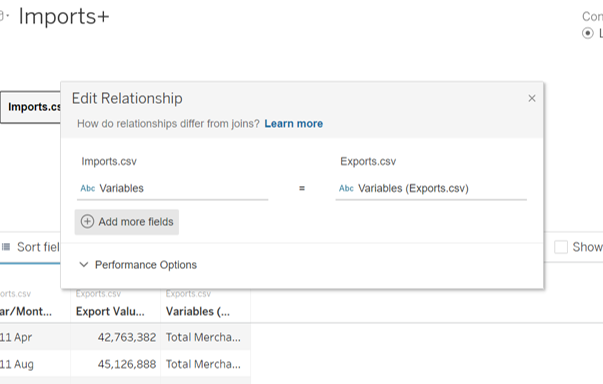 Imports+
Con
L
Imports.cs
Edit Relationship
×
How do relationships differ from joins? Learn more
Imports.csv
Exports.csv
Abc Variables
=
Abc Variables (Exports.csv)
Add more fields
Performance Options
Sort fiel
Show
orts.csv
Exports.csv
Exports.csv
ar/Mont...
Export Valu...
Variables (...
11 Apr
42,763,382
Total Mercha...
11 Aug
45,126,888
Total Mercha...